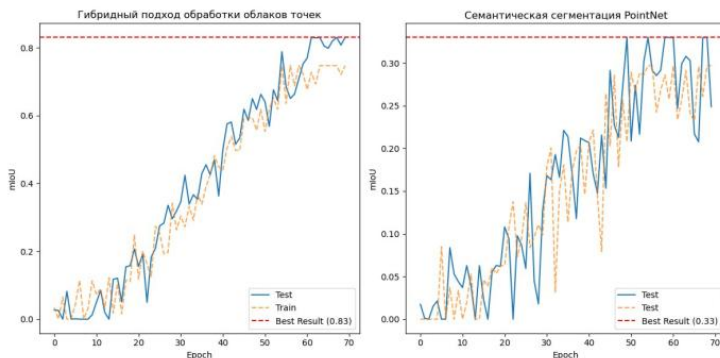 Гибридный подход обработки облаков точек
mIoU
0.8
0.6
0.4
0.2
0.0
0 10 20 30 40 50 60 70
Epoch
Test
Train
Best Result (0.83)
Семантическая сегментация PointNet
mIoU
0.30
0.25
0.20
0.15
0.10
0.05
0.00
0 10 20 30 40 50 60 70
Epoch
Test
Test
Best Result (0.33)